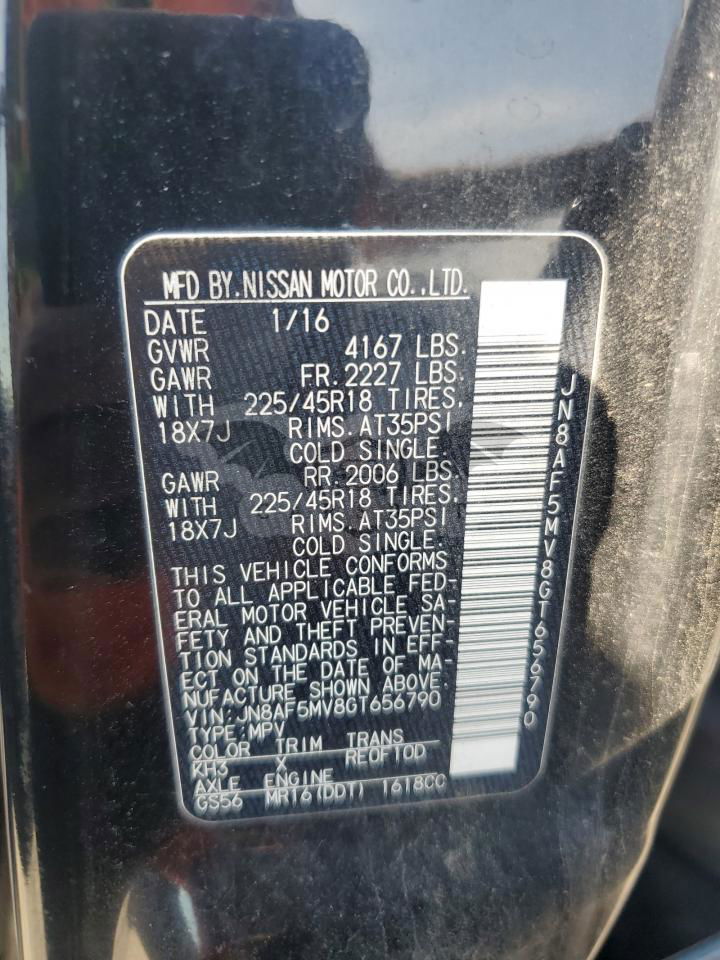 MFD BY.NISSAN MOTOR CO.,LTD.
DATE 1/16
GVWR 4167 LBS.
GAWR FR.2227 LBS.
WITH 225/45R18 TIRES,
18X7J RIMS.AT35PSI
COLD SINGLE.
GAWR RR.2006 LBS.
WITH 225/45R18 TIRES,
18X7J RIMS.AT35PSI
COLD SINGLE.
THIS VEHICLE CONFORMS
TO ALL APPLICABLE FED-
ERAL MOTOR VEHICLE SA-
FETY AND THEFT PREVEN-
TION STANDARDS IN EFF-
ECT ON THE DATE OF MA-
NUFACTURE SHOWN ABOVE.
VIN:JN8AF5MV8GT656790
TYPE:MPV
COLOR TRIM TRANS
KH3 X REOF10D
AXLE ENGINE
GS56 MR16(DDT) 1618CC
JN8AF5MV8GT656790